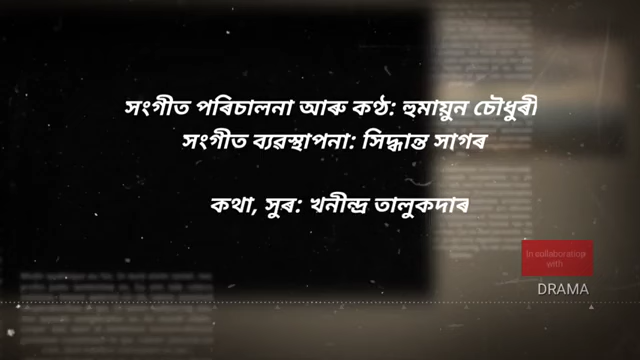 সংগীত পৰিচালনা আৰু কণ্ঠ: হুমায়ুন চৌধুৰী
সংগীত ব্যৱস্থাপনা: সিদ্ধান্ত সাগৰ
কথা, সুৰ: খনীন্দ্ৰ তালুকদাৰ
In collaboration
with
DRAMA